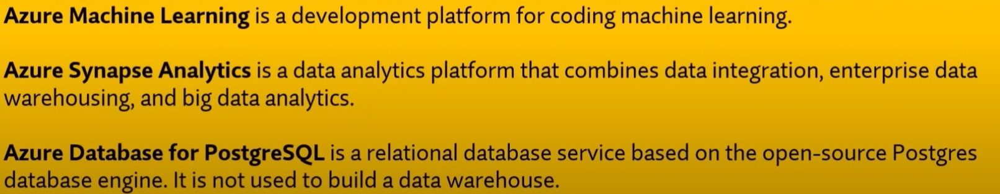 Azure Machine Learning is a development platform for coding machine learning.
Azure Synapse Analytics is a data analytics platform that combines data integration, enterprise data
warehousing, and big data analytics.
Azure Database for PostgreSQL is a relational database service based on the open-source Postgres
database engine. It is not used to build a data warehouse.